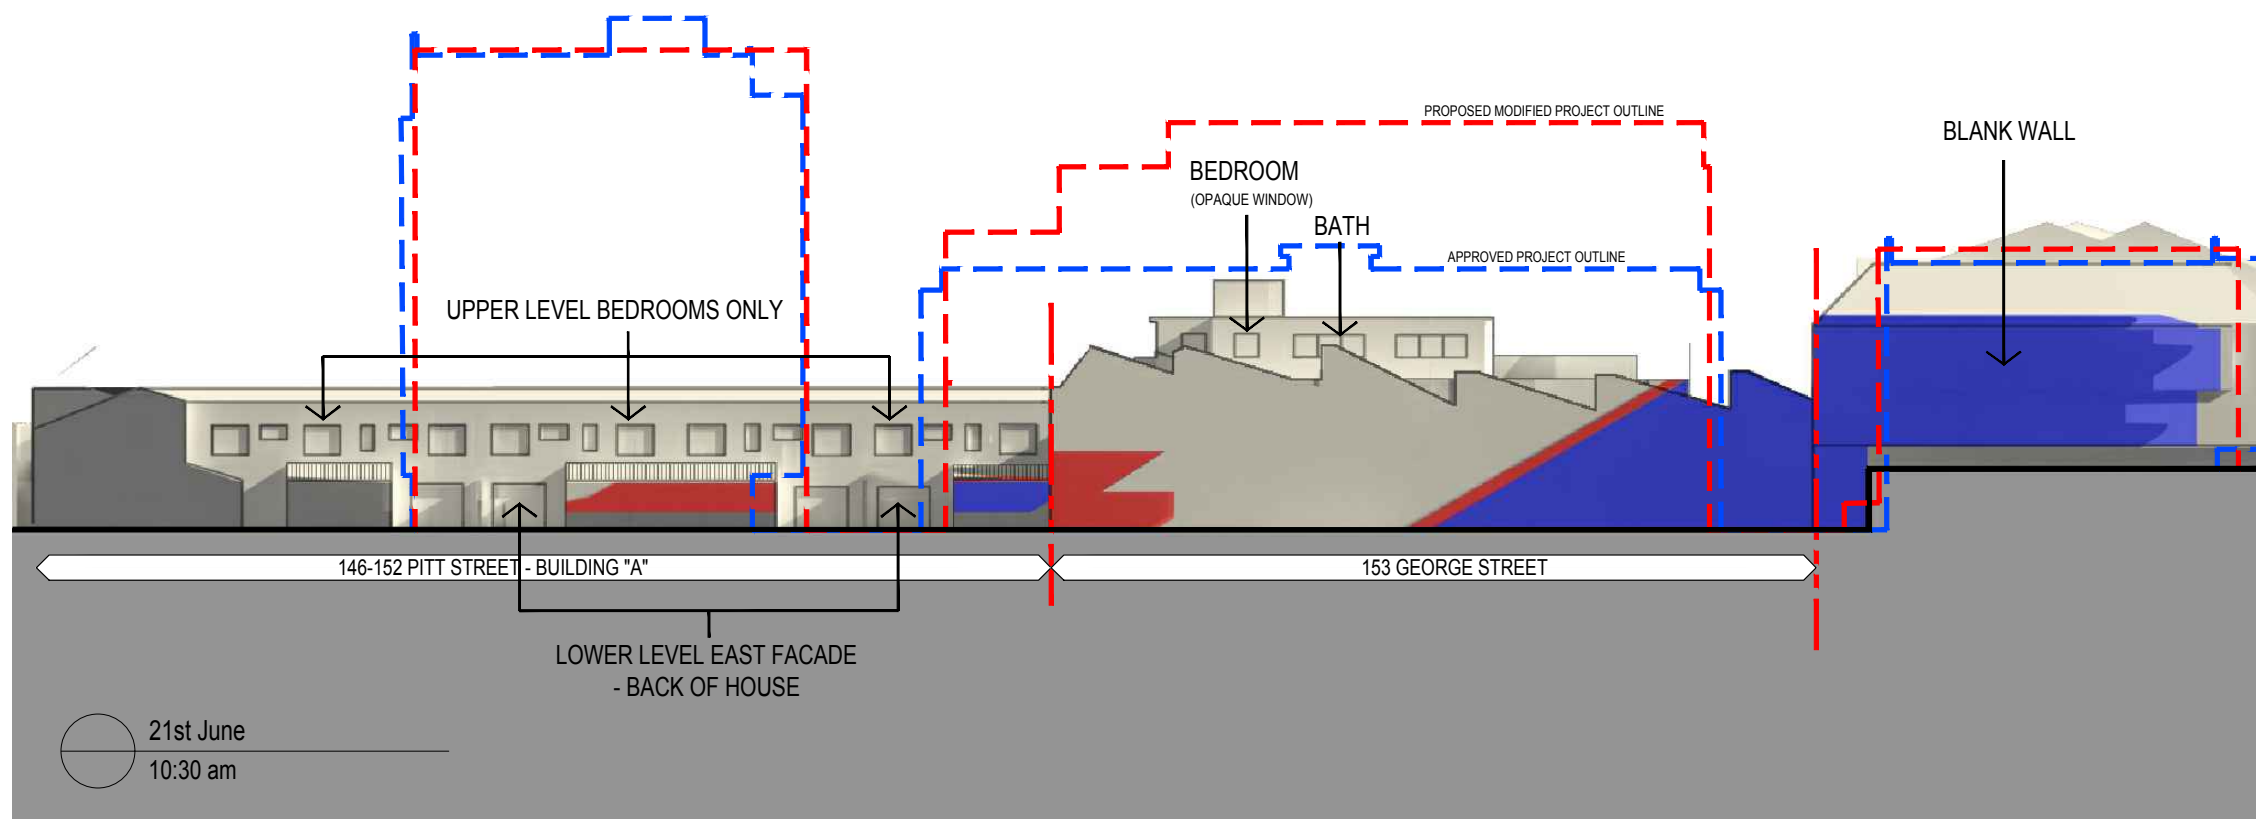 PROPOSED MODIFIED PROJECT OUTLINE
BLANK WALL
BEDROOM
(OPAQUE WINDOW)
BATH
APPROVED PROJECT OUTLINE
UPPER LEVEL BEDROOMS ONLY
146-152 PITT STREET - BUILDING "A"
153 GEORGE STREET
LOWER LEVEL EAST FACADE
- BACK OF HOUSE
21st June
10:30 am